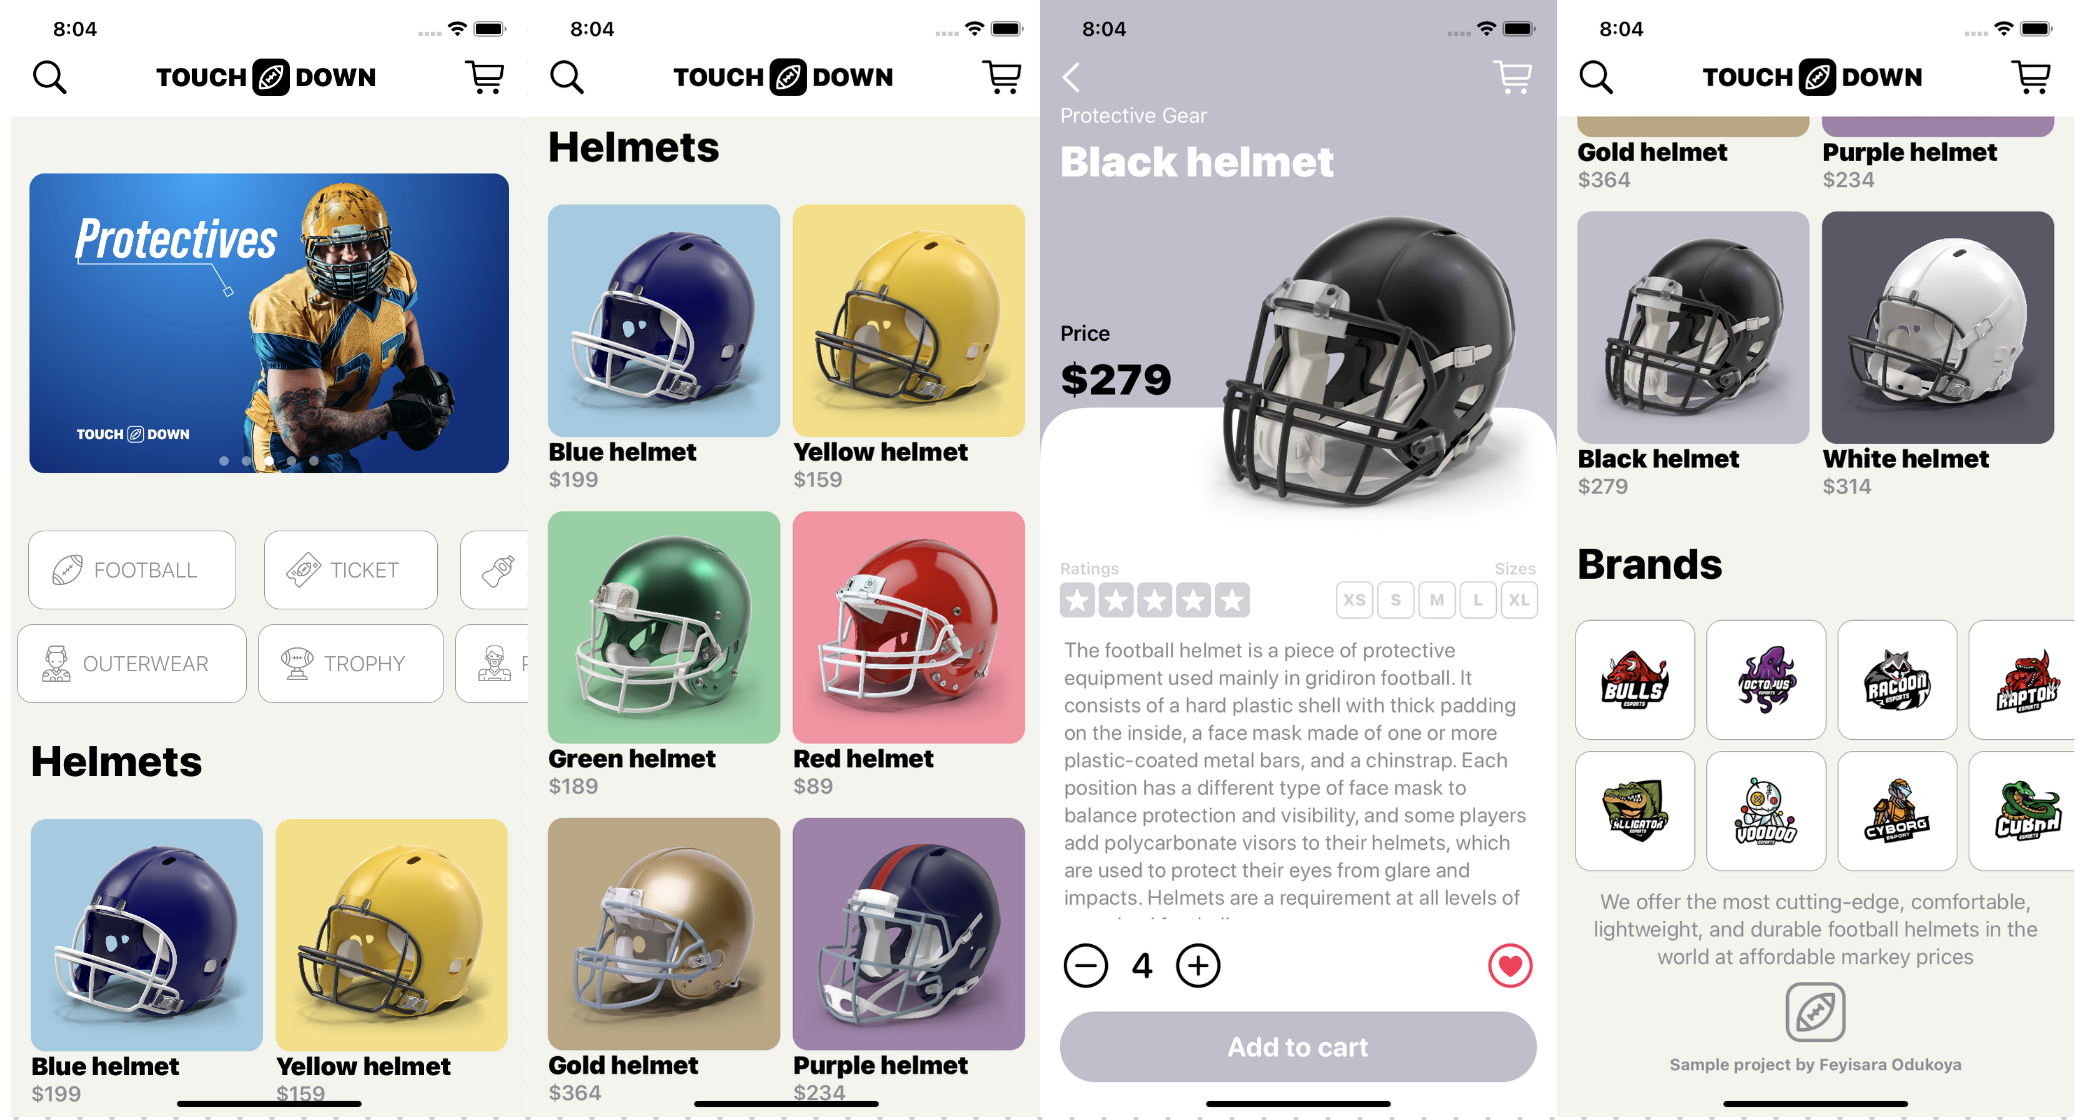 8:04
TOUCH DOWN
Protectives
TOUCH DOWN
FOOTBALL
TICKET
OUTERWEAR
TROPHY
Helmets
Blue helmet
$199
Yellow helmet
$159
8:04
TOUCH DOWN
Helmets
Blue helmet
$199
Yellow helmet
$159
Green helmet
$189
Red helmet
$89
Gold helmet
$364
Purple helmet
$234
8:04
Protective Gear
Black helmet
Price
$279
Ratings
Sizes
XS S M L XL
The football helmet is a piece of protective
equipment used mainly in gridiron football. It
consists of a hard plastic shell with thick padding
on the inside, a face mask made of one or more
plastic-coated metal bars, and a chinstrap. Each
position has a different type of face mask to
balance protection and visibility, and some players
add polycarbonate visors to their helmets, which
are used to protect their eyes from glare and
impacts. Helmets are a requirement at all levels of
4
Add to cart
8:04
TOUCH DOWN
Gold helmet
$364
Purple helmet
$234
Black helmet
$279
White helmet
$314
Brands
BULLS
ESPORTS
OCTOPUS
ESPORTS
RACOON
ESPORTS
RAPTOR
ESPORTS
ALLIGATOR
ESPORTS
VOODOO
ESPORTS
CYBORG
ESPORT
COBRA
ESPORTS
We offer the most cutting-edge, comfortable,
lightweight, and durable football helmets in the
world at affordable markey prices
Sample project by Feyisara Odukoya